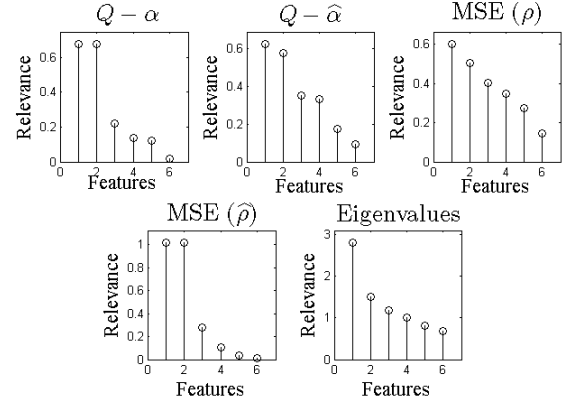 Q − α
Q − α̂
MSE (ρ)
Relevance
0.6
0.4
0.2
0
0 2 4 6
Features
Relevance
0.6
0.4
0.2
0
0 2 4 6
Features
Relevance
0.6
0.4
0.2
0
0 2 4 6
Features
MSE (ρ̂)
Eigenvalues
Relevance
1
0.8
0.6
0.4
0.2
0
0 2 4 6
Features
Relevance
3
2
1
0
0 2 4 6
Features